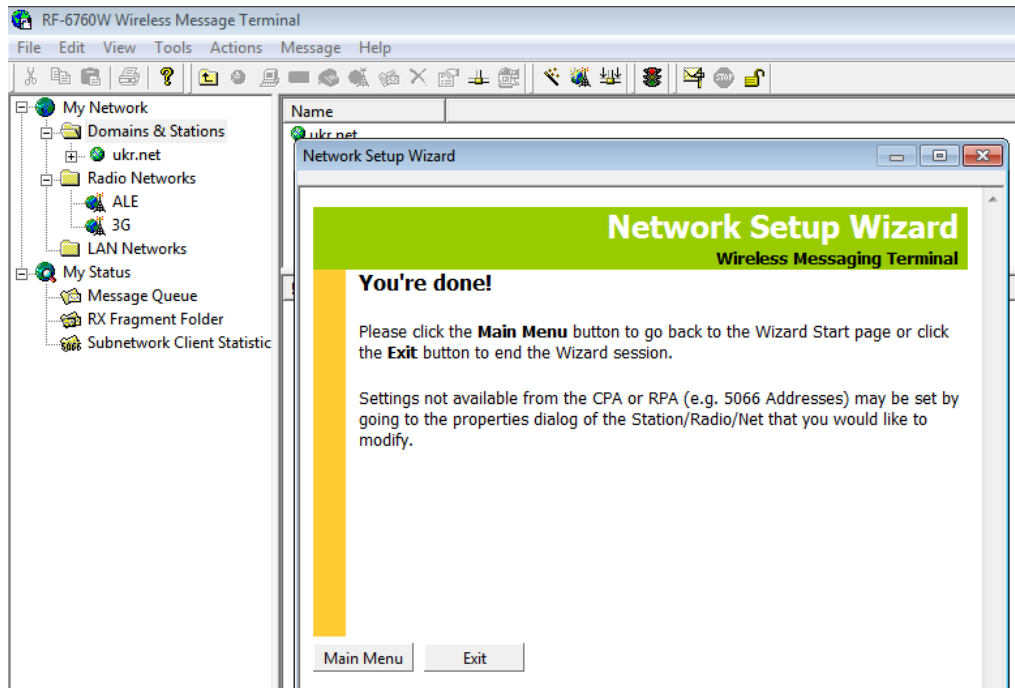 RF-6760W Wireless Message Terminal
File Edit View Tools Actions Message Help
My Network
Domains & Stations
ukr.net
Radio Networks
ALE
3G
LAN Networks
My Status
Message Queue
RX Fragment Folder
Subnetwork Client Statistic
Name
ukr.net
Network Setup Wizard
Network Setup Wizard
Wireless Messaging Terminal
You're done!
Please click the Main Menu button to go back to the Wizard Start page or click
the Exit button to end the Wizard session.
Settings not available from the CPA or RPA (e.g. 5066 Addresses) may be set by
going to the properties dialog of the Station/Radio/Net that you would like to
modify.
Main Menu Exit